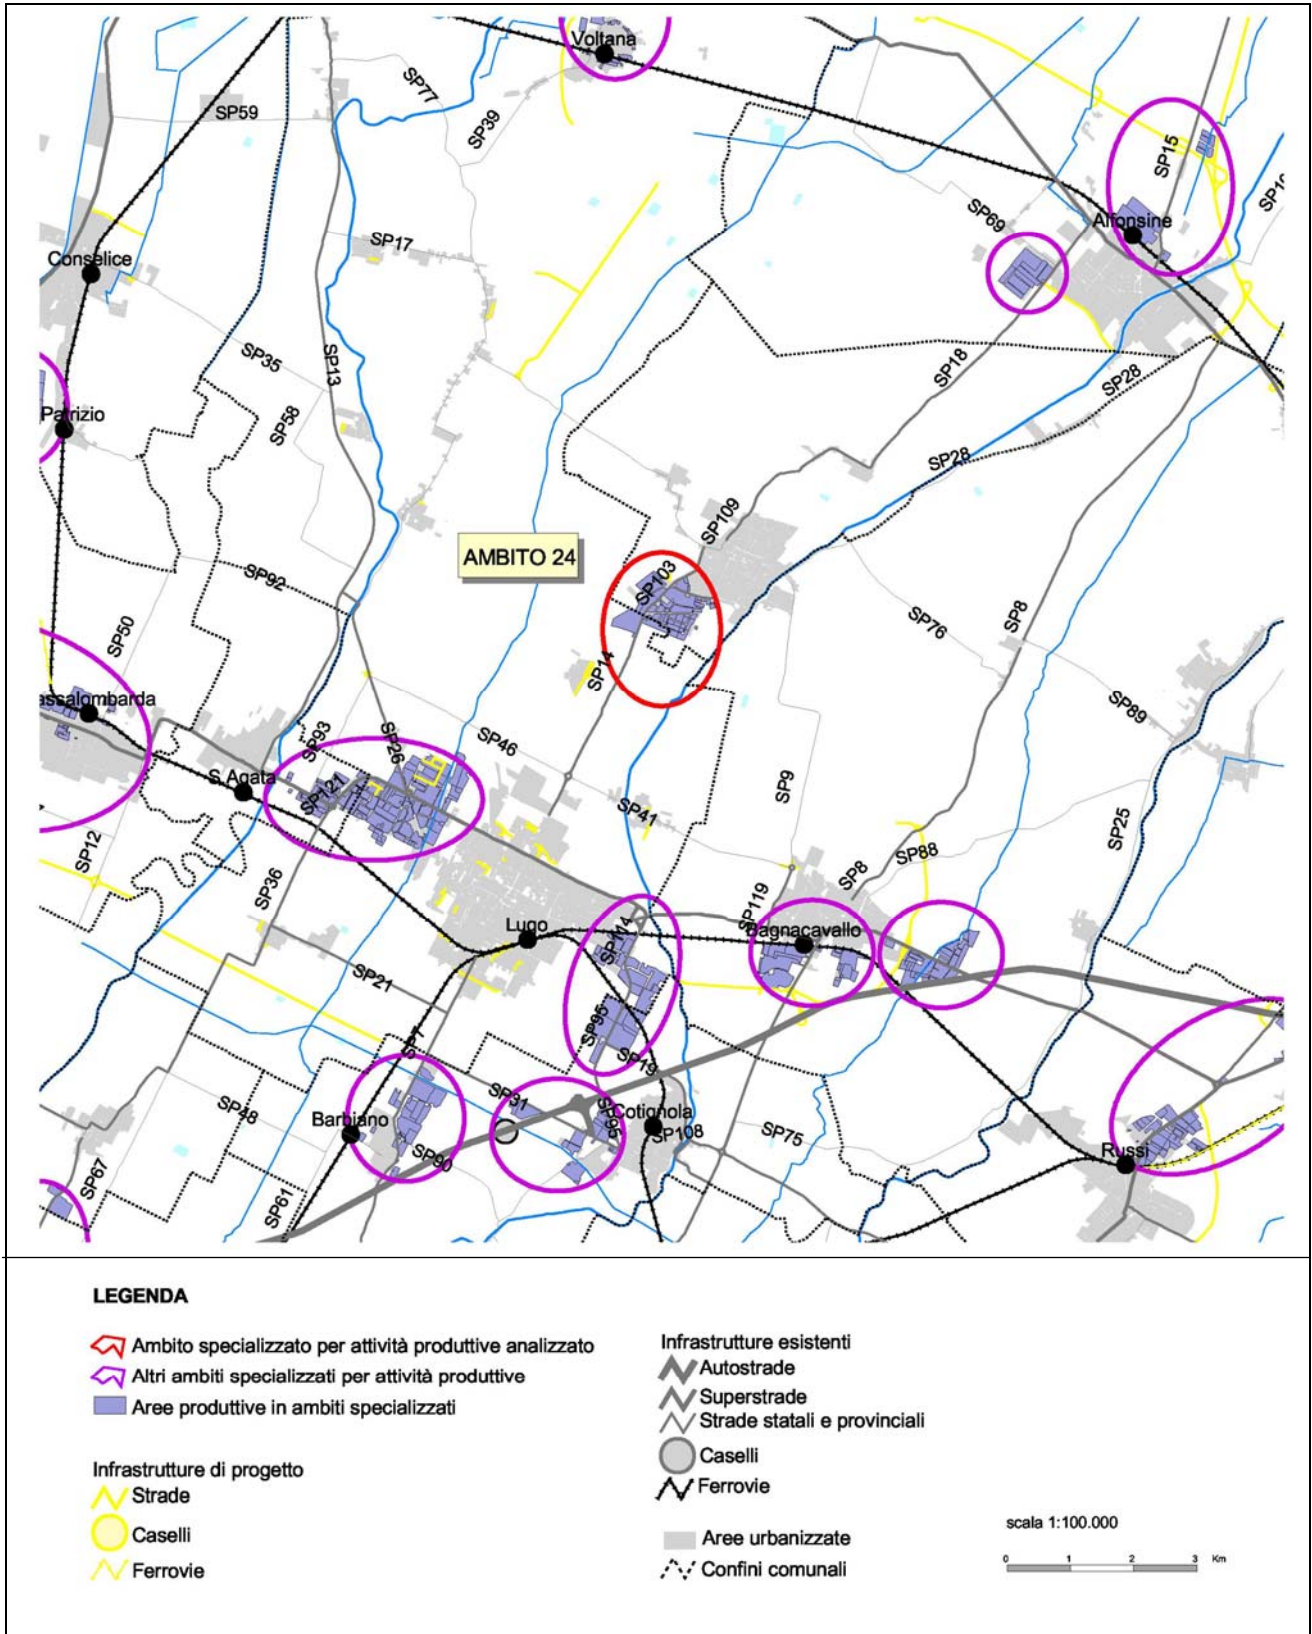 Voltana
SP77
SP59
SP39
SP15
SP69
Alfonsine
SP17
Conselice
SP35
SP13
SP18
SP28
SP58
Patrizio
SP28
SP109
AMBITO 24
SP103
SP92
SP50
SP76
SP8
SP14
assalombarda
SP89
SP93
SP26
SP46
S.Agata
SP121
SP9
SP41
SP12
SP25
SP36
SP8
SP88
SP119
Lugo
SP114
Bagnacavallo
SP21
SP95
SP7
SP19
SP31
SP48
Barbiano
SP95
Cotignola
SP108
SP75
SP90
Russi
SP67
SP61
LEGENDA
Ambito specializzato per attività produttive analizzato
Altri ambiti specializzati per attività produttive
Aree produttive in ambiti specializzati
Infrastrutture di progetto
Strade
Caselli
Ferrovie
Infrastrutture esistenti
Autostrade
Superstrade
Strade statali e provinciali
Caselli
Ferrovie
Aree urbanizzate
Confini comunali
scala 1:100.000
0 1 2 3 Km